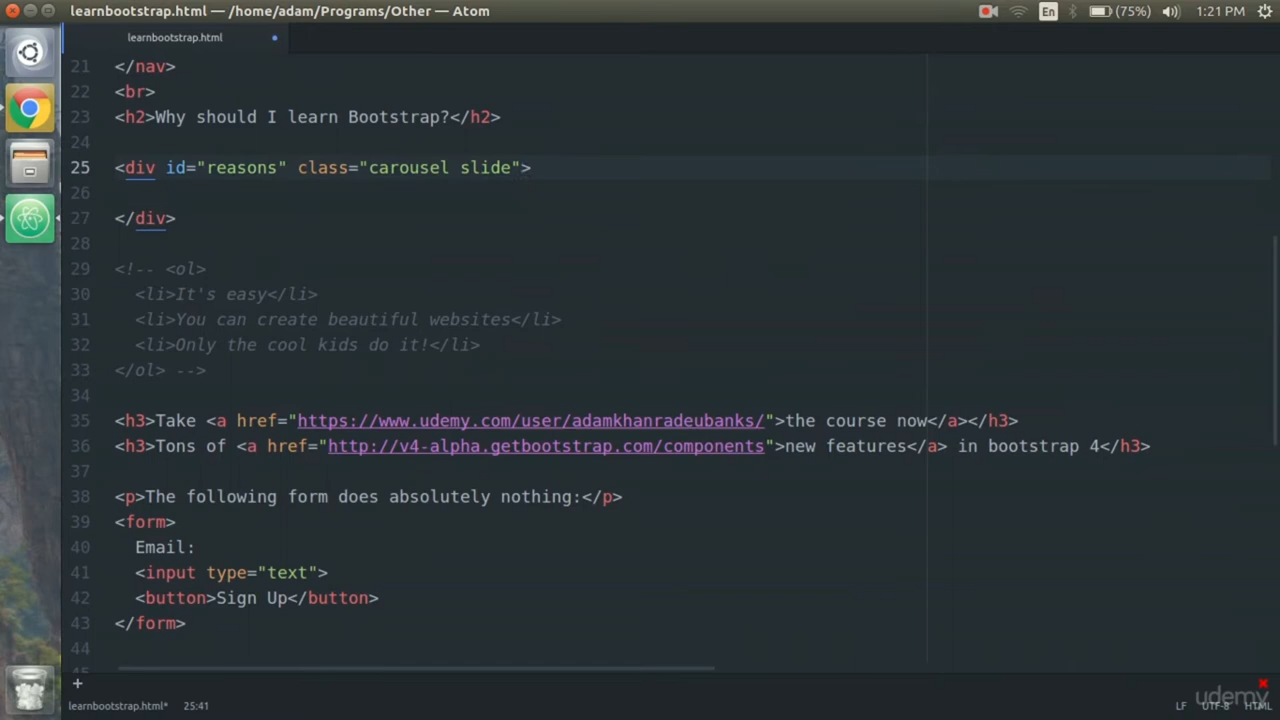 learnbootstrap.html — /home/adam/Programs/Other — Atom
En
(75%)
1:21 PM
learnbootstrap.html
21 </nav>
22 <br>
23 <h2>Why should I learn Bootstrap?</h2>
24
25 <div id="reasons" class="carousel slide">
26
27 </div>
28
29 <!-- <ol>
30 <li>It's easy</li>
31 <li>You can create beautiful websites</li>
32 <li>Only the cool kids do it!</li>
33 </ol> -->
34
35 <h3>Take <a href="https://www.udemy.com/user/adamkhanradeubanks/">the course now</a></h3>
36 <h3>Tons of <a href="http://v4-alpha.getbootstrap.com/components">new features</a> in bootstrap 4</h3>
37
38 <p>The following form does absolutely nothing:</p>
39 <form>
40 Email:
41 <input type="text">
42 <button>Sign Up</button>
43 </form>
44
45
+
udemy
learnbootstrap.html* 25:41
LF UTF-8 HTML